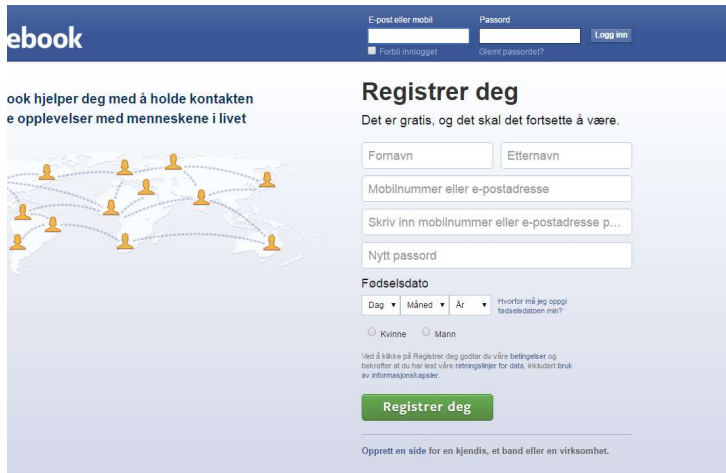 E-post eller mobil Passord
ebook
Logg inn
Forbli innlogget Glemt passordet?
ook hjelper deg med å holde kontakten
e opplevelser med menneskene i livet
Registrer deg
Det er gratis, og det skal det fortsette å være.
Fornavn Etternavn
Mobilnummer eller e-postadresse
Skriv inn mobilnummer eller e-postadresse p...
Nytt passord
Fødselsdato
Dag Måned År
Hvorfor må jeg oppgi
fødselsdatoen min?
Kvinne Mann
Ved å klikke på Registrer deg godtar du våre betingelser og
bekrefter at du har lest våre retningslinjer for data, inkludert bruk
av informasjonskapsler.
Registrer deg
Opprett en side for en kjendis, et band eller en virksomhet.